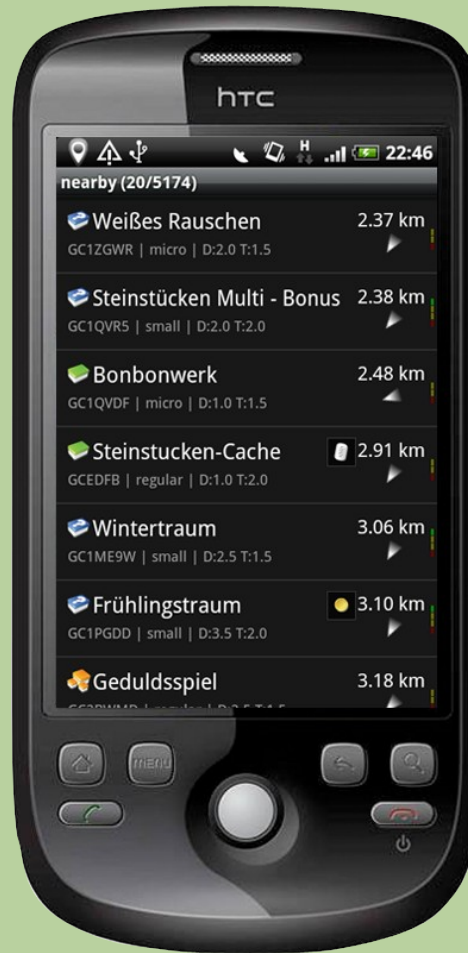 hTC
H
22:46
nearby (20/5174)
Weißes Rauschen
2.37 km
GC1ZGWR | micro | D:2.0 T:1.5
Steinstücken Multi - Bonus
2.38 km
GC1QVR5 | small | D:2.0 T:2.0
Bonbonwerk
2.48 km
GC1QVDF | micro | D:1.0 T:1.5
Steinstucken-Cache
2.91 km
GCEDFB | regular | D:1.0 T:2.0
Wintertraum
3.06 km
GC1ME9W | small | D:2.5 T:1.5
Frühlingstraum
3.10 km
GC1PGDD | small | D:3.5 T:2.0
Geduldsspiel
3.18 km
MENU